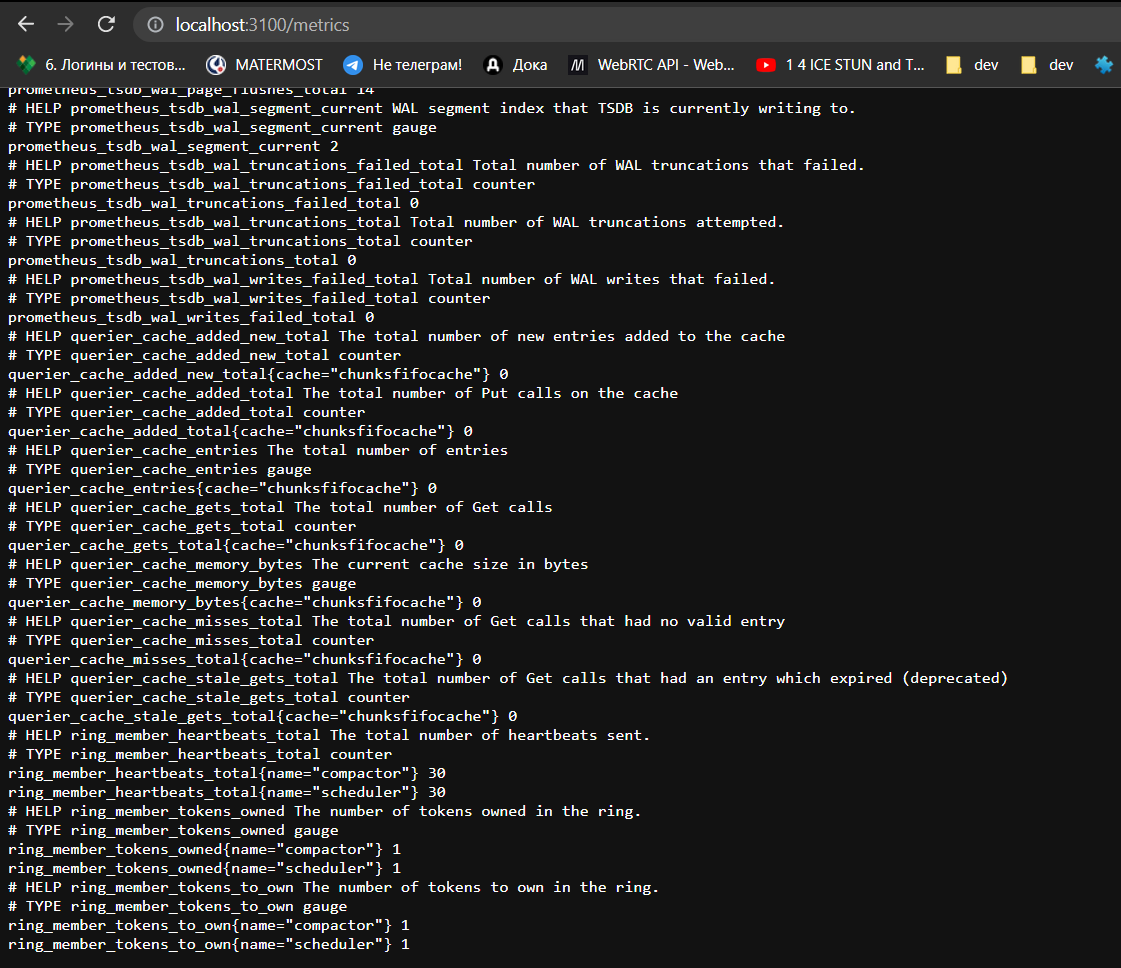 localhost:3100/metrics
6. Логины и тестов... MATERMOST Не телеграм! Дока WebRTC API - Web... 1 4 ICE STUN and T... dev dev
prometheus_tsdb_wal_page_flushes_total 14
# HELP prometheus_tsdb_wal_segment_current WAL segment index that TSDB is currently writing to.
# TYPE prometheus_tsdb_wal_segment_current gauge
prometheus_tsdb_wal_segment_current 2
# HELP prometheus_tsdb_wal_truncations_failed_total Total number of WAL truncations that failed.
# TYPE prometheus_tsdb_wal_truncations_failed_total counter
prometheus_tsdb_wal_truncations_failed_total 0
# HELP prometheus_tsdb_wal_truncations_total Total number of WAL truncations attempted.
# TYPE prometheus_tsdb_wal_truncations_total counter
prometheus_tsdb_wal_truncations_total 0
# HELP prometheus_tsdb_wal_writes_failed_total Total number of WAL writes that failed.
# TYPE prometheus_tsdb_wal_writes_failed_total counter
prometheus_tsdb_wal_writes_failed_total 0
# HELP querier_cache_added_new_total The total number of new entries added to the cache
# TYPE querier_cache_added_new_total counter
querier_cache_added_new_total{cache="chunksfifocache"} 0
# HELP querier_cache_added_total The total number of Put calls on the cache
# TYPE querier_cache_added_total counter
querier_cache_added_total{cache="chunksfifocache"} 0
# HELP querier_cache_entries The total number of entries
# TYPE querier_cache_entries gauge
querier_cache_entries{cache="chunksfifocache"} 0
# HELP querier_cache_gets_total The total number of Get calls
# TYPE querier_cache_gets_total counter
querier_cache_gets_total{cache="chunksfifocache"} 0
# HELP querier_cache_memory_bytes The current cache size in bytes
# TYPE querier_cache_memory_bytes gauge
querier_cache_memory_bytes{cache="chunksfifocache"} 0
# HELP querier_cache_misses_total The total number of Get calls that had no valid entry
# TYPE querier_cache_misses_total counter
querier_cache_misses_total{cache="chunksfifocache"} 0
# HELP querier_cache_stale_gets_total The total number of Get calls that had an entry which expired (deprecated)
# TYPE querier_cache_stale_gets_total counter
querier_cache_stale_gets_total{cache="chunksfifocache"} 0
# HELP ring_member_heartbeats_total The total number of heartbeats sent.
# TYPE ring_member_heartbeats_total counter
ring_member_heartbeats_total{name="compactor"} 30
ring_member_heartbeats_total{name="scheduler"} 30
# HELP ring_member_tokens_owned The number of tokens owned in the ring.
# TYPE ring_member_tokens_owned gauge
ring_member_tokens_owned{name="compactor"} 1
ring_member_tokens_owned{name="scheduler"} 1
# HELP ring_member_tokens_to_own The number of tokens to own in the ring.
# TYPE ring_member_tokens_to_own gauge
ring_member_tokens_to_own{name="compactor"} 1
ring_member_tokens_to_own{name="scheduler"} 1